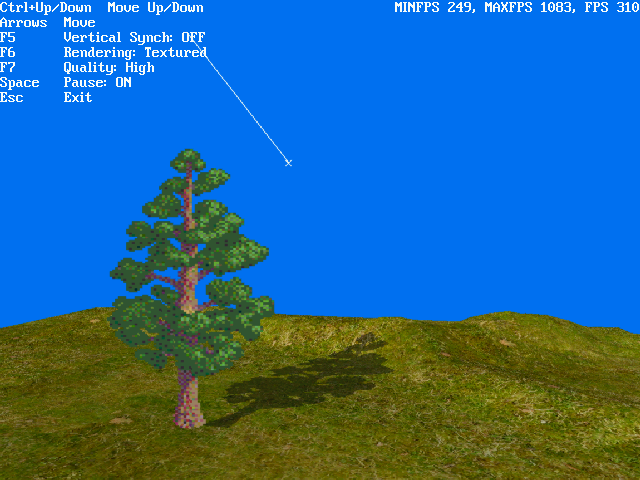 Ctrl+Up/Down  Move Up/Down
MINFPS 249, MAXFPS 1083, FPS 310
Arrows  Move
F5      Vertical Synch: OFF
F6      Rendering: Textured
F7      Quality: High
Space   Pause: ON
Esc     Exit